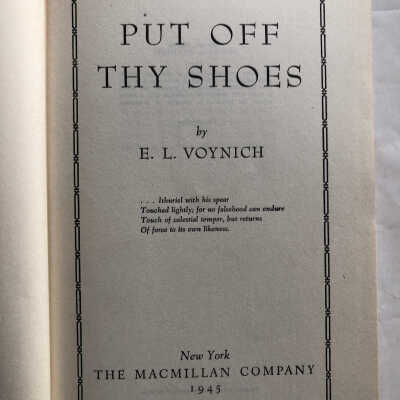 PUT OFF
THY SHOES
by
E. L. VOYNICH
. . . Ithuriel with his spear
Touched lightly; for no falsehood can endure
Touch of celestial temper, but returns
Of force to its own likeness.
New York
THE MACMILLAN COMPANY
1945